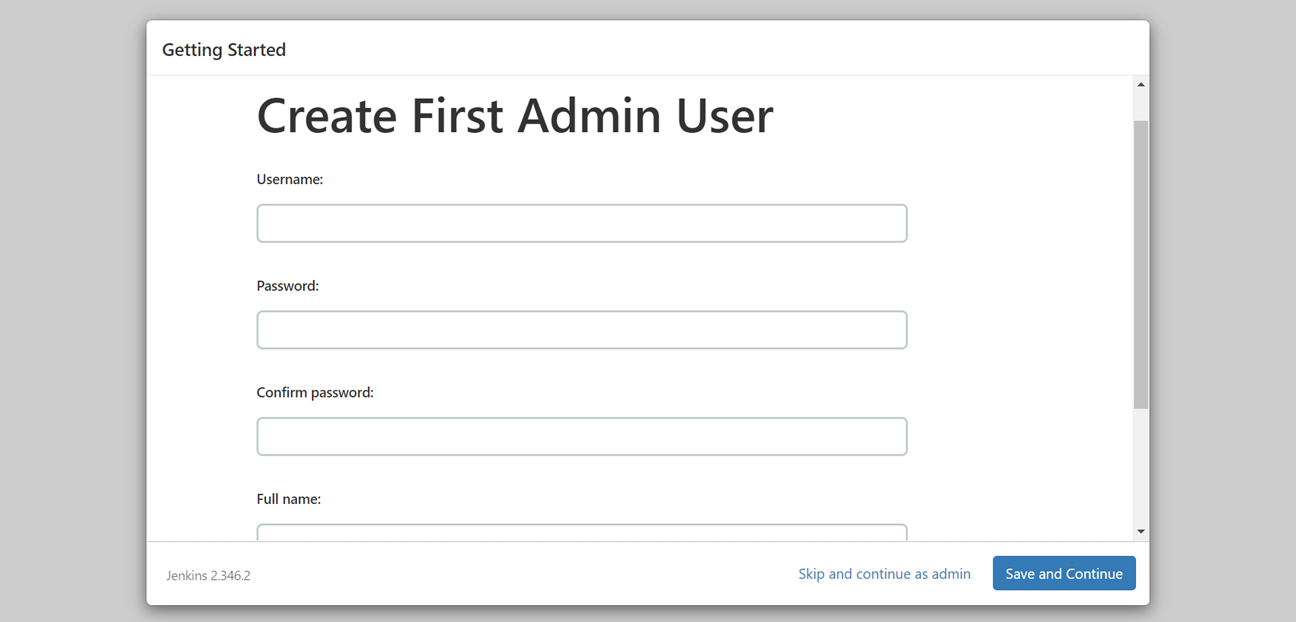 Getting Started
Create First Admin User
Username:
Password:
Confirm password:
Full name:
Jenkins 2.346.2
Skip and continue as admin
Save and Continue